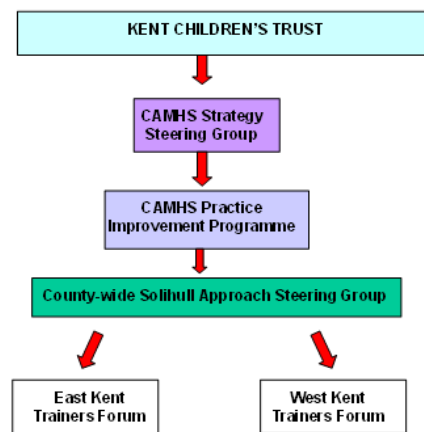 KENT CHILDREN'S TRUST
CAMHS Strategy
Steering Group
CAMHS Practice
Improvement Programme
County-wide Solihull Approach Steering Group
East Kent
Trainers Forum
West Kent
Trainers Forum